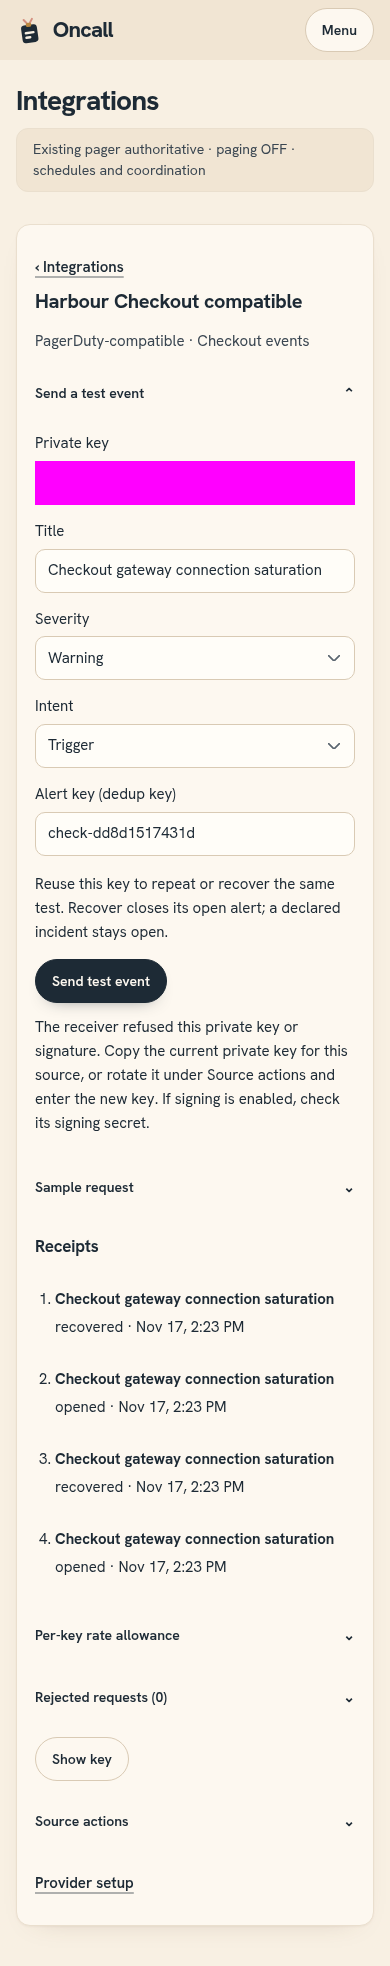 Oncall
Menu
Integrations
Existing pager authoritative · paging OFF ·
schedules and coordination
‹ Integrations
Harbour Checkout compatible
PagerDuty-compatible · Checkout events
Send a test event
Private key
Title
Checkout gateway connection saturation
Severity
Warning
Intent
Trigger
Alert key (dedup key)
check-dd8d1517431d
Reuse this key to repeat or recover the same
test. Recover closes its open alert; a declared
incident stays open.
Send test event
The receiver refused this private key or
signature. Copy the current private key for this
source, or rotate it under Source actions and
enter the new key. If signing is enabled, check
its signing secret.
Sample request
Receipts
1. Checkout gateway connection saturation
recovered · Nov 17, 2:23 PM
2. Checkout gateway connection saturation
opened · Nov 17, 2:23 PM
3. Checkout gateway connection saturation
recovered · Nov 17, 2:23 PM
4. Checkout gateway connection saturation
opened · Nov 17, 2:23 PM
Per-key rate allowance
Rejected requests (0)
Show key
Source actions
Provider setup